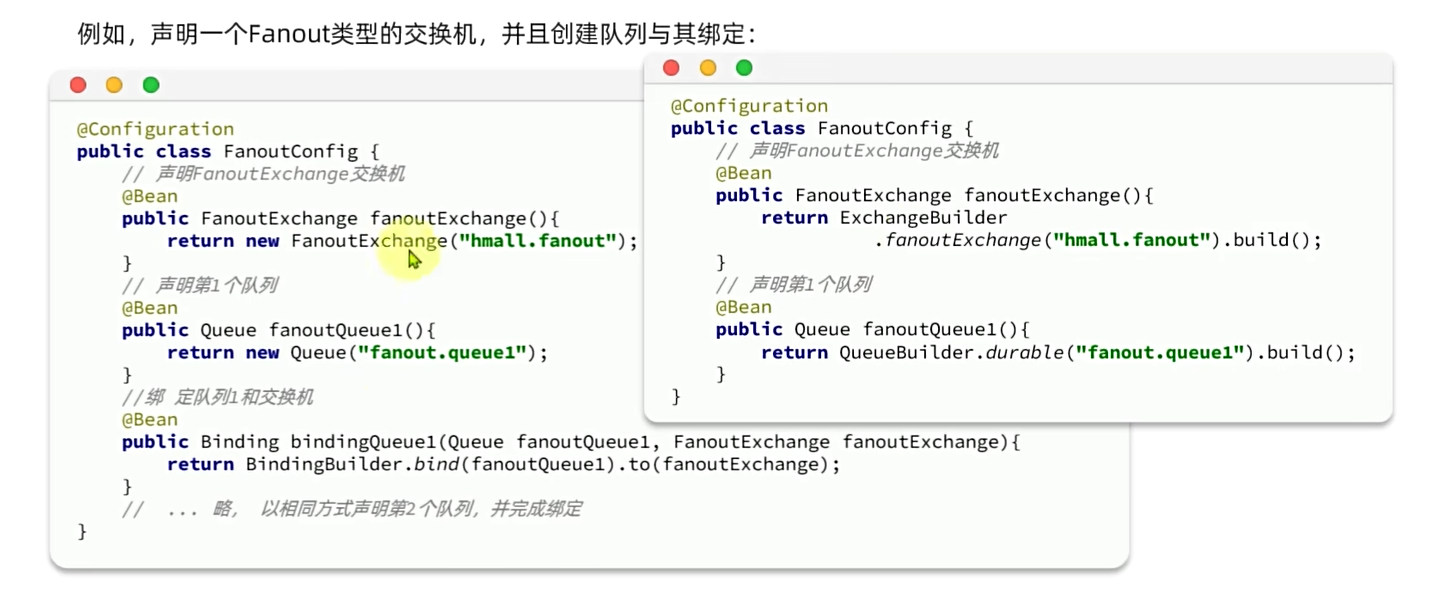 例如，声明一个Fanout类型的交换机，并且创建队列与其绑定：
@Configuration
public class FanoutConfig {
// 声明FanoutExchange交换机
@Bean
public FanoutExchange fanoutExchange(){
return new FanoutExchange("hmall.fanout");
}
// 声明第1个队列
@Bean
public Queue fanoutQueue1(){
return new Queue("fanout.queue1");
}
//绑 定队列1和交换机
@Bean
public Binding bindingQueue1(Queue fanoutQueue1, FanoutExchange fanoutExchange){
return BindingBuilder.bind(fanoutQueue1).to(fanoutExchange);
}
// ... 略， 以相同方式声明第2个队列，并完成绑定
}
@Configuration
public class FanoutConfig {
// 声明FanoutExchange交换机
@Bean
public FanoutExchange fanoutExchange(){
return ExchangeBuilder
.fanoutExchange("hmall.fanout").build();
}
// 声明第1个队列
@Bean
public Queue fanoutQueue1(){
return QueueBuilder.durable("fanout.queue1").build();
}
}